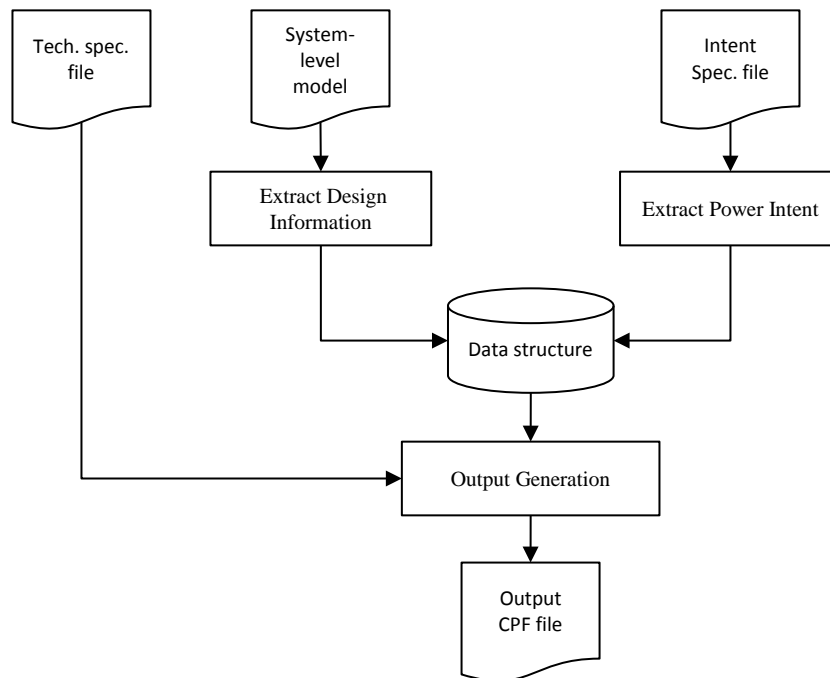 Tech. spec.
file
System-
level
model
Intent
Spec. file
Extract Design
Information
Extract Power Intent
Data structure
Output Generation
Output
CPF file